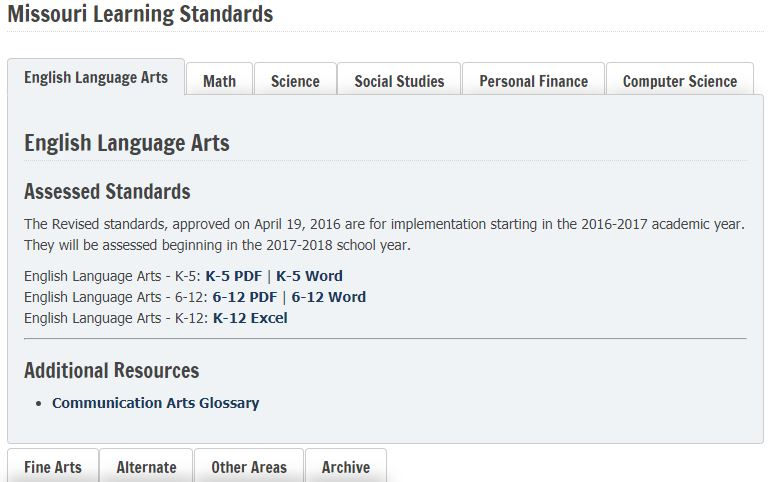 Missouri Learning Standards
English Language Arts
Math
Science
Social Studies
Personal Finance
Computer Science
English Language Arts
Assessed Standards
The Revised standards, approved on April 19, 2016 are for implementation starting in the 2016-2017 academic year.
They will be assessed beginning in the 2017-2018 school year.
English Language Arts - K-5: K-5 PDF | K-5 Word
English Language Arts - 6-12: 6-12 PDF | 6-12 Word
English Language Arts - K-12: K-12 Excel
Additional Resources
• Communication Arts Glossary
Fine Arts
Alternate
Other Areas
Archive